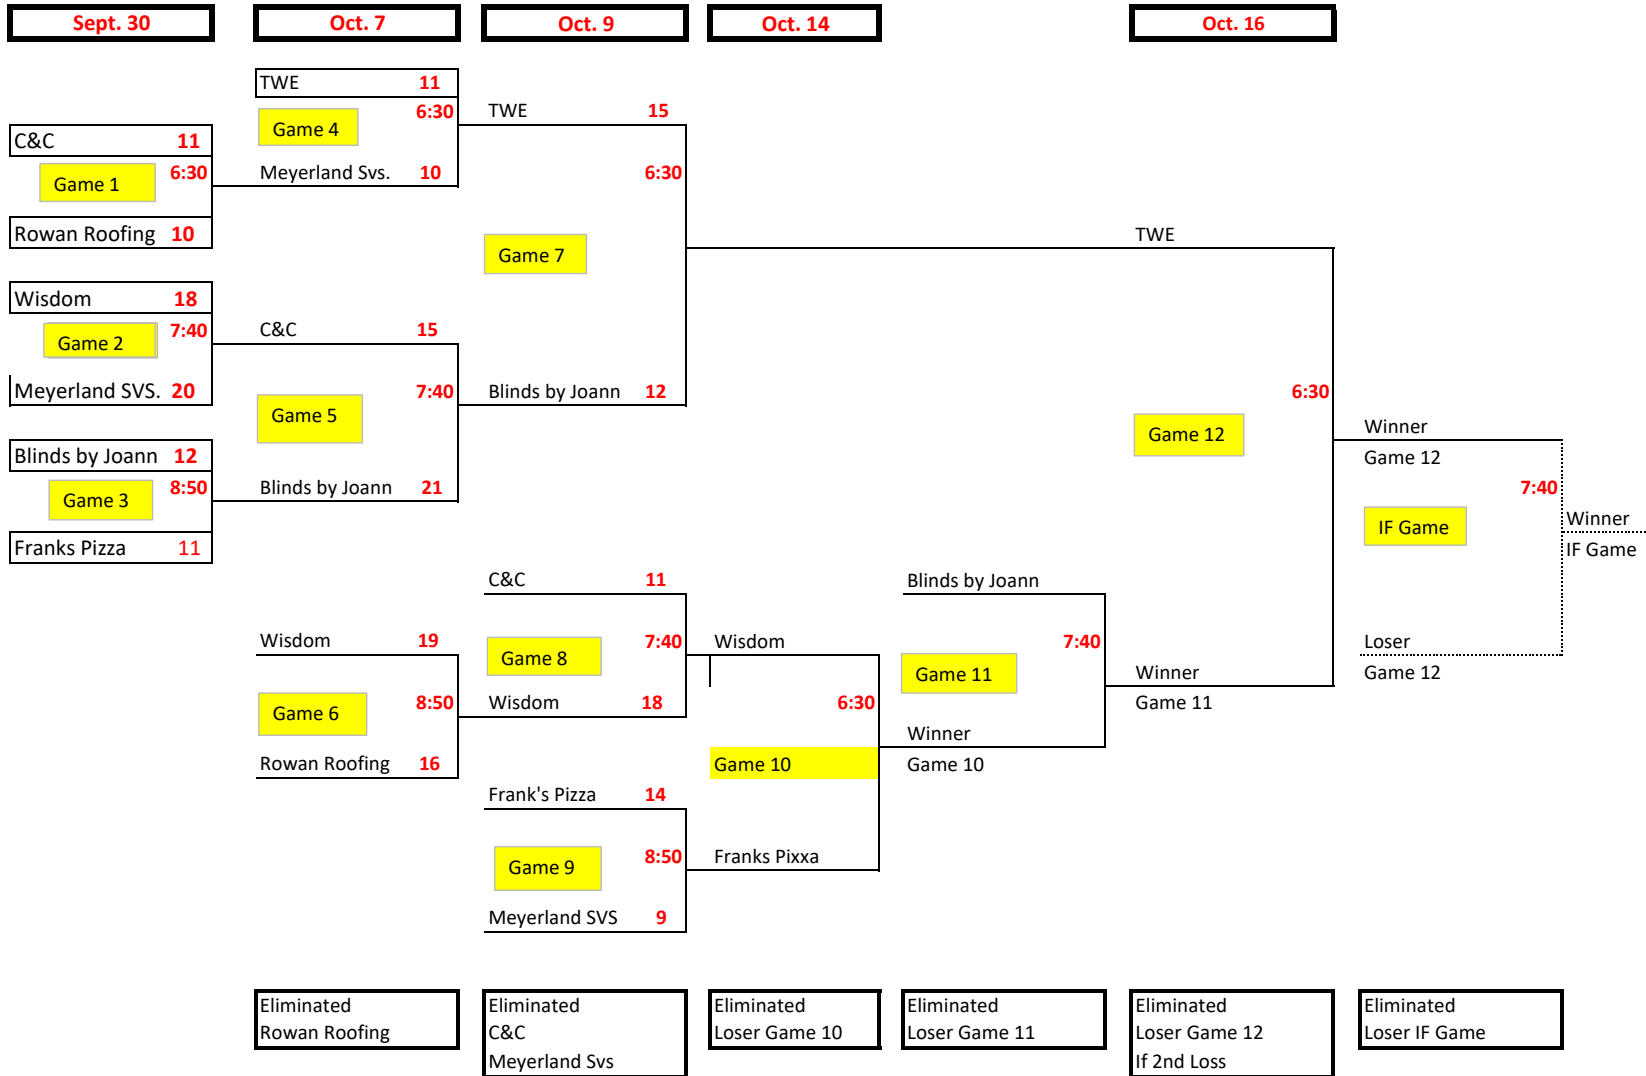 Sept. 30 Oct. 7 Oct. 9 Oct. 14 Oct. 16
TWE 11
6:30
Game 4
Meyerland Svs. 10
TWE 15
6:30
C&C 11
6:30
Game 1
Rowan Roofing 10
Game 7
TWE
Wisdom 18
7:40
Game 2
Meyerland SVS. 20
C&C 15
7:40
Game 5
Blinds by Joann 21
Blinds by Joann 12
6:30
Game 12
Blinds by Joann 12
8:50
Game 3
Franks Pizza 11
Winner
Game 12
7:40
IF Game
Winner
IF Game
Loser
Game 12
C&C 11
7:40
Game 8
Wisdom 18
Blinds by Joann
7:40
Game 11
Winner
Game 11
Wisdom 19
8:50
Game 6
Rowan Roofing 16
Wisdom
6:30
Game 10
Winner
Game 10
Frank's Pizza 14
8:50
Game 9
Meyerland SVS 9
Franks Pixxa
Eliminated
Rowan Roofing
Eliminated
C&C
Meyerland Svs
Eliminated
Loser Game 10
Eliminated
Loser Game 11
Eliminated
Loser Game 12
If 2nd Loss
Eliminated
Loser IF Game